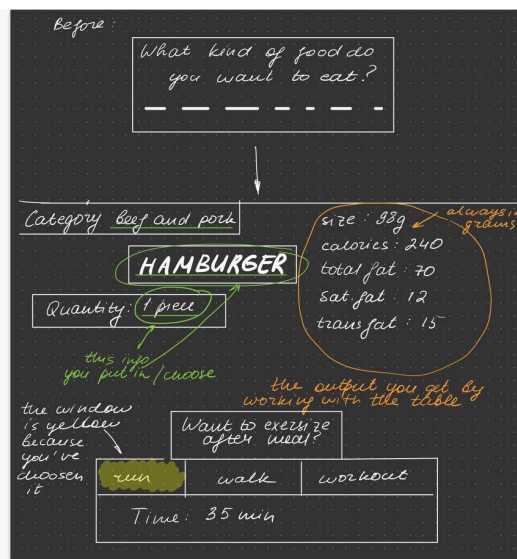 Before:
What kind of food do
you want to eat?
Category beef and pork
HAMBURGER
Quantity: 1 piece
this info
you put in/choose
size: 98g
always in
grams
calories: 240
total fat: 70
Sat. fat: 12
trans fat: 15
the output you get by
working with the table
the window
is yellow
because
you've
choosen
it
Want to exersize
after meal?
run
walk
workout
Time: 35 min